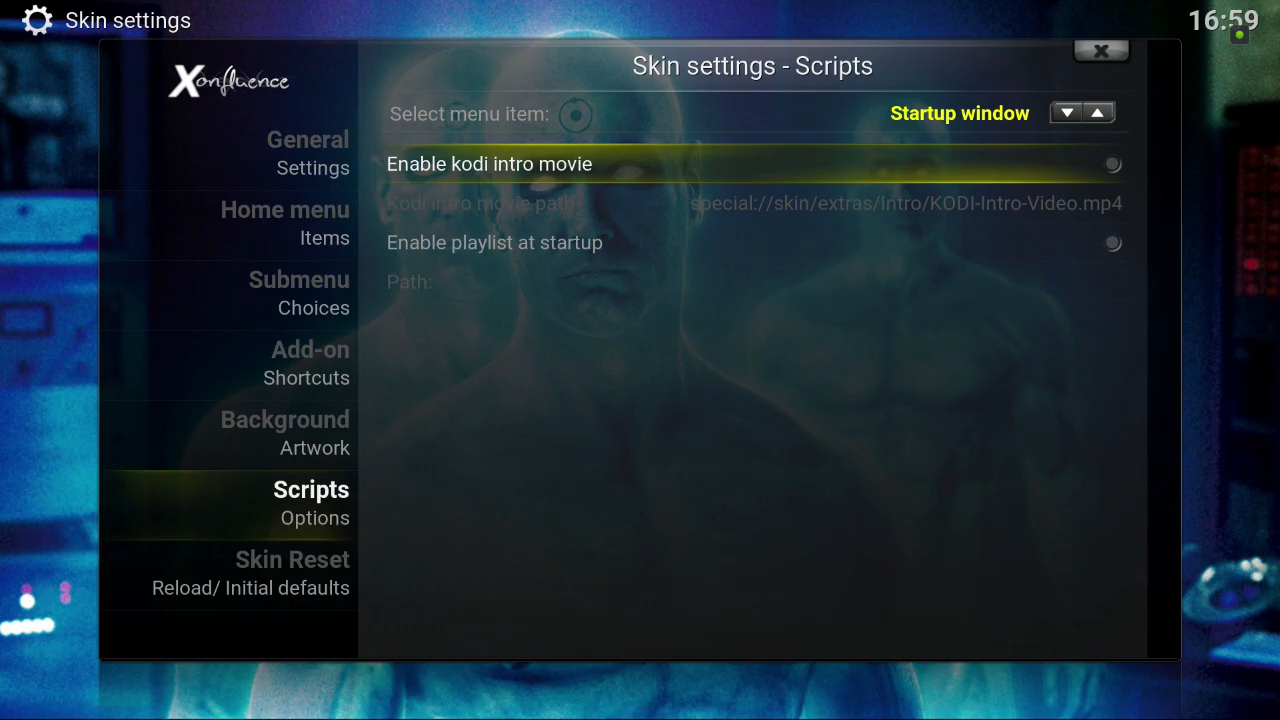 Skin settings
16:59
Xonfluence
Skin settings - Scripts
Select menu item:
Startup window
General
Settings
Home menu
Items
Submenu
Choices
Add-on
Shortcuts
Background
Artwork
Scripts
Options
Skin Reset
Reload/ Initial defaults
Enable kodi intro movie
Kodi intro movie path
special://skin/extras/Intro/KODI-Intro-Video.mp4
Enable playlist at startup
Path: